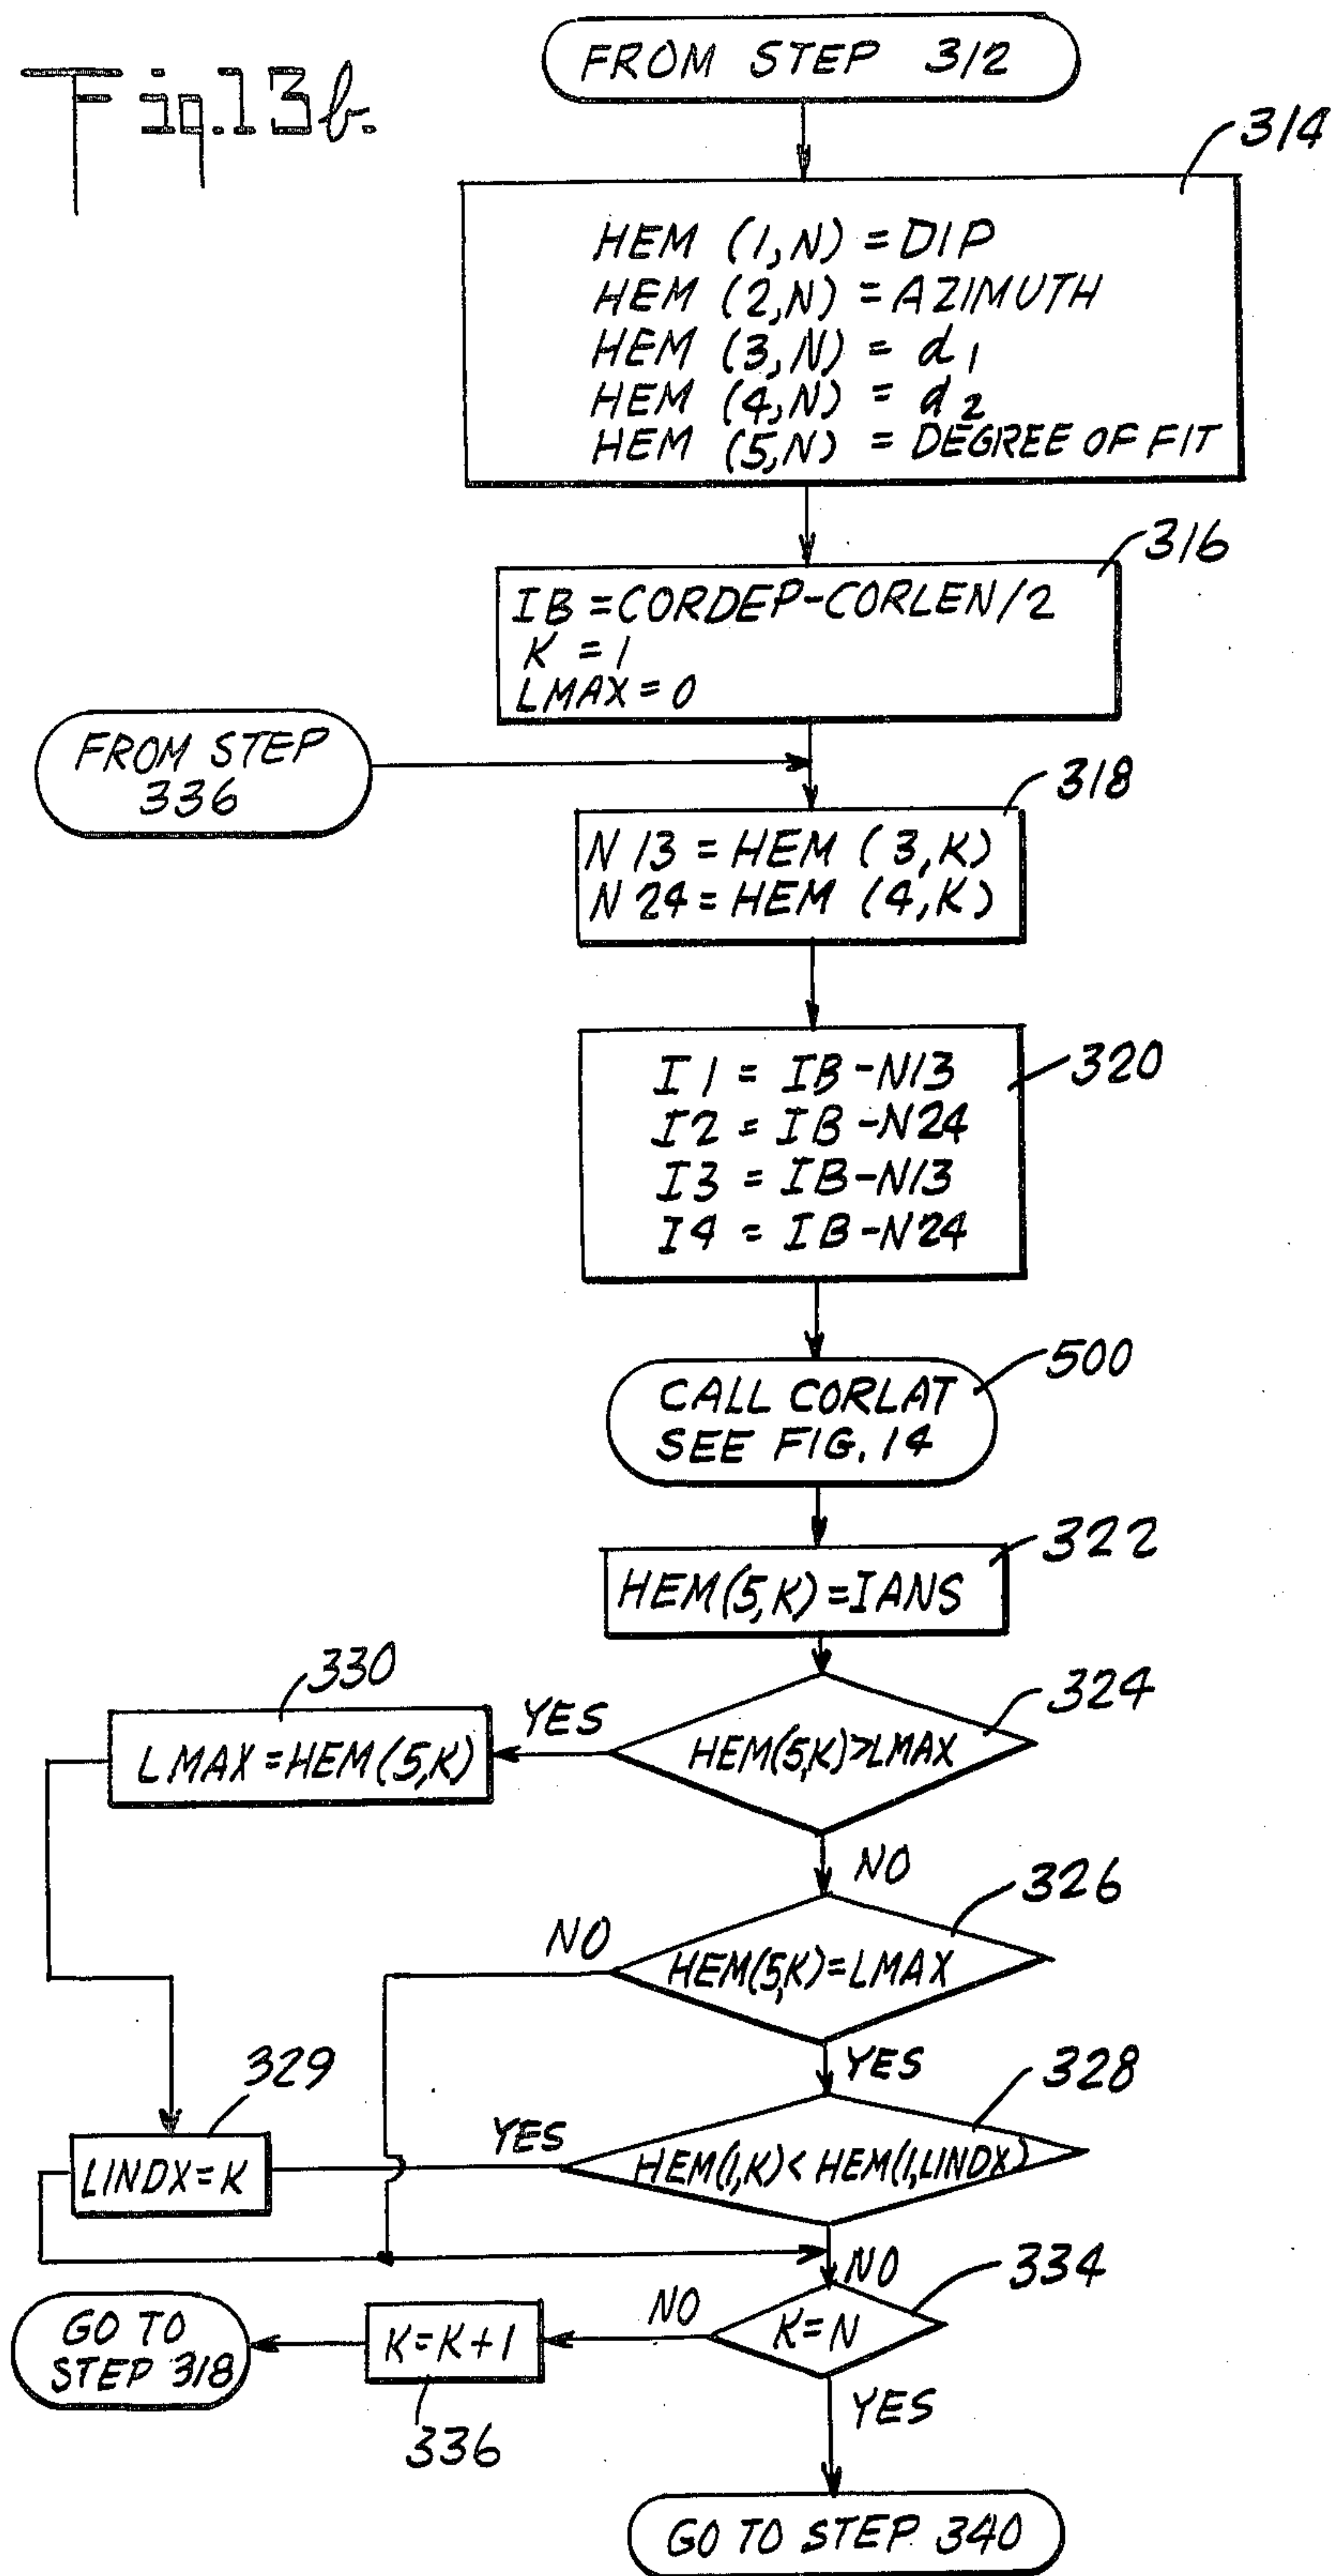 Fig.13b.
FROM STEP 312
314
HEM (1,N) = DIP
HEM (2,N) = AZIMUTH
HEM (3,N) = d1
HEM (4,N) = d2
HEM (5,N) = DEGREE OF FIT
316
IB = CORDEP-CORLEN/2
K = 1
LMAX = 0
FROM STEP
336
318
N13 = HEM (3,K)
N24 = HEM (4,K)
320
I1 = IB-N13
I2 = IB-N24
I3 = IB-N13
I4 = IB-N24
500
CALL CORLAT
SEE FIG. 14
322
HEM(5,K)=IANS
330
324
YES
LMAX=HEM(5,K)
HEM(5,K)>LMAX
NO
326
NO
HEM(5,K)=LMAX
YES
329
328
YES
LINDX=K
HEM(1,K)<HEM(1,LINDX)
NO
334
NO
GO TO
STEP 318
K=K+1
K=N
336
YES
GO TO STEP 340